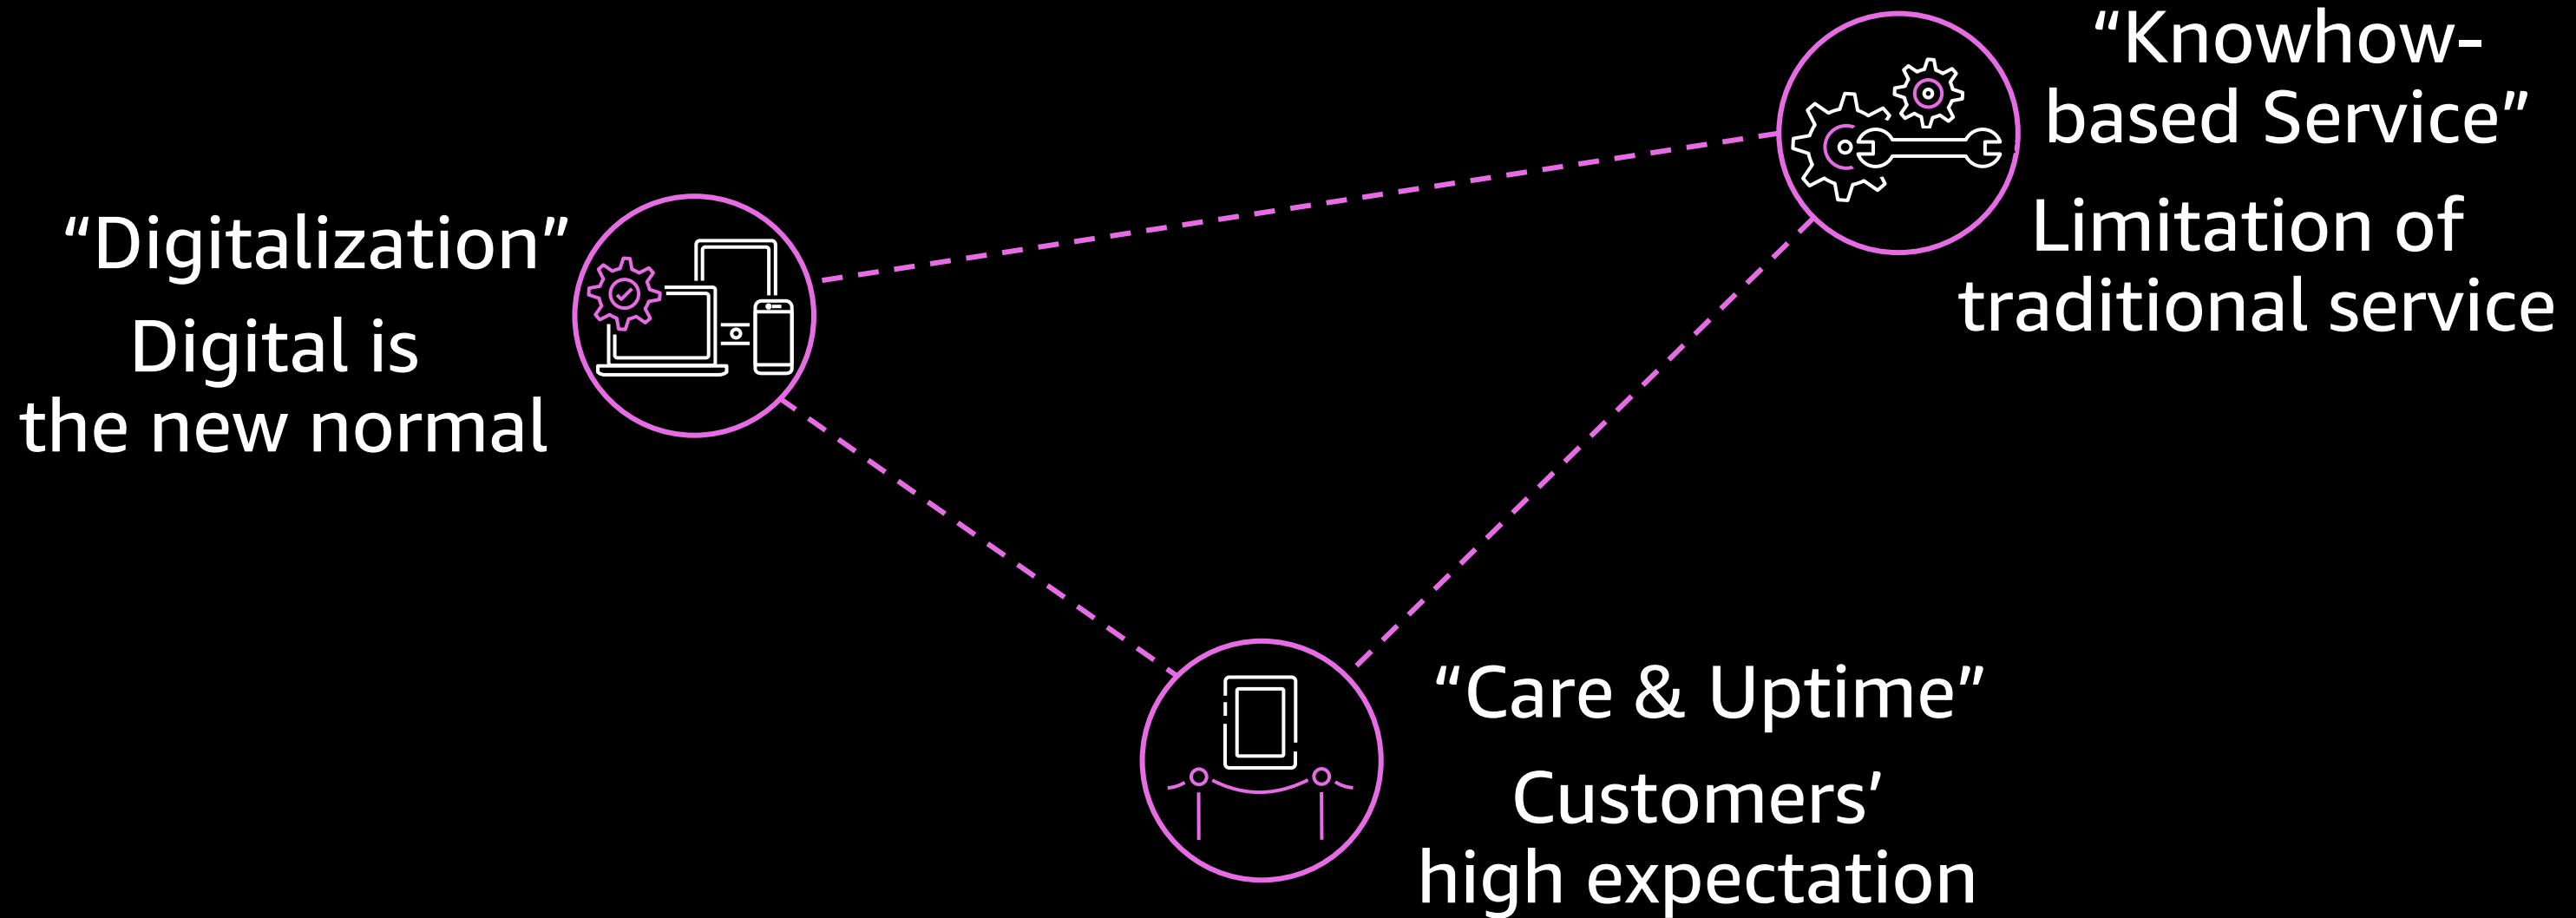 “Digitalization”
Digital is
the new normal
“Knowhow-
based Service”
Limitation of
traditional service
“Care & Uptime”
Customers’
high expectation